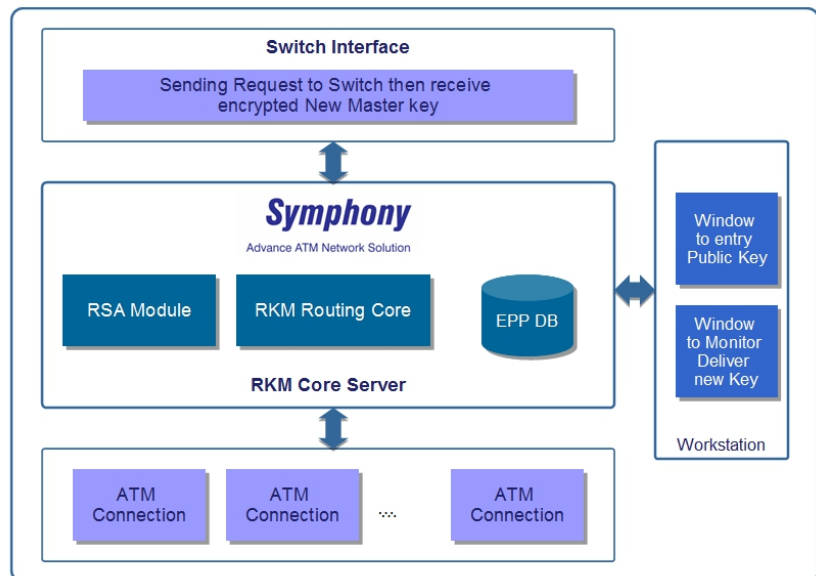 Switch Interface
Sending Request to Switch then receive
encrypted New Master key
Symphony
Advance ATM Network Solution
RSA Module
RKM Routing Core
EPP DB
RKM Core Server
Window
to entry
Public Key
Window
to Monitor
Deliver
new Key
Workstation
ATM
Connection
ATM
Connection
....
ATM
Connection